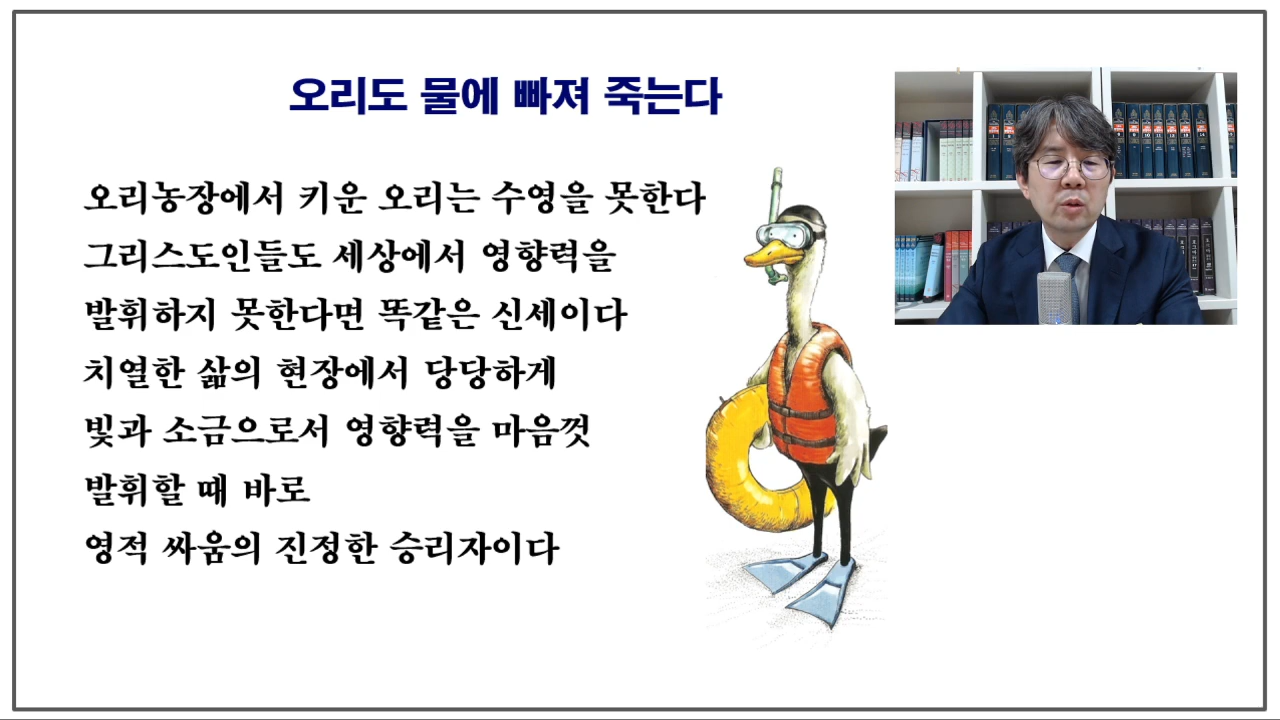 오리도 물에 빠져 죽는다
오리농장에서 키운 오리는 수영을 못한다
그리스도인들도 세상에서 영향력을
발휘하지 못한다면 똑같은 신세이다
치열한 삶의 현장에서 당당하게
빛과 소금으로서 영향력을 마음껏
발휘할 때 바로
영적 싸움의 진정한 승리자이다